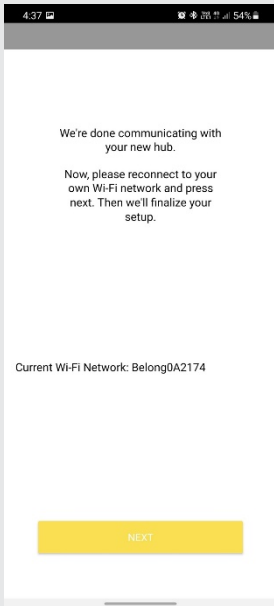 4:37
54%
We're done communicating with
your new hub.
Now, please reconnect to your
own Wi-Fi network and press
next. Then we'll finalize your
setup.
Current Wi-Fi Network: Belong0A2174
NEXT